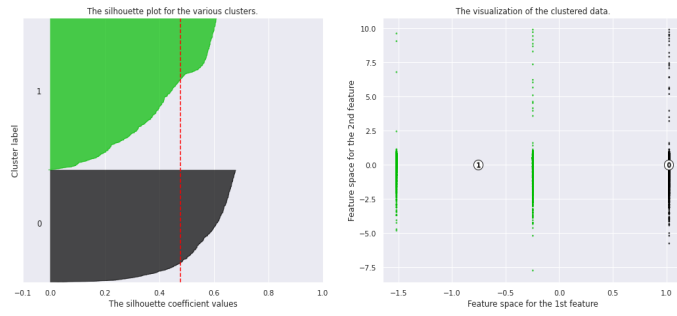 The silhouette plot for the various clusters.
Cluster label
1
0
−0.1 0.0 0.2 0.4 0.6 0.8 1.0
The silhouette coefficient values
The visualization of the clustered data.
Feature space for the 2nd feature
10.0
7.5
5.0
2.5
0.0
−2.5
−5.0
−7.5
1
0
−1.5 −1.0 −0.5 0.0 0.5 1.0
Feature space for the 1st feature